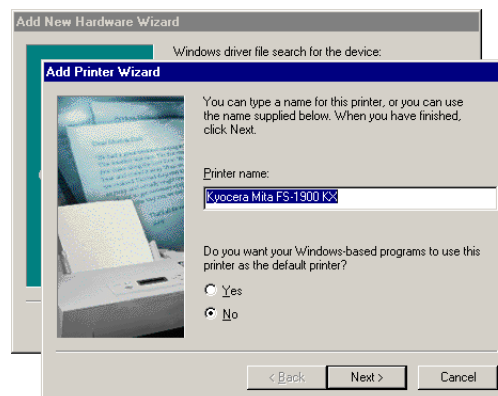 Add New Hardware Wizard
Windows driver file search for the device:
Add Printer Wizard
You can type a name for this printer, or you can use
the name supplied below. When you have finished,
click Next.
Printer name:
Kyocera Mita FS-1900 KX
Do you want your Windows-based programs to use this
printer as the default printer?
Yes
No
< Back
Next >
Cancel